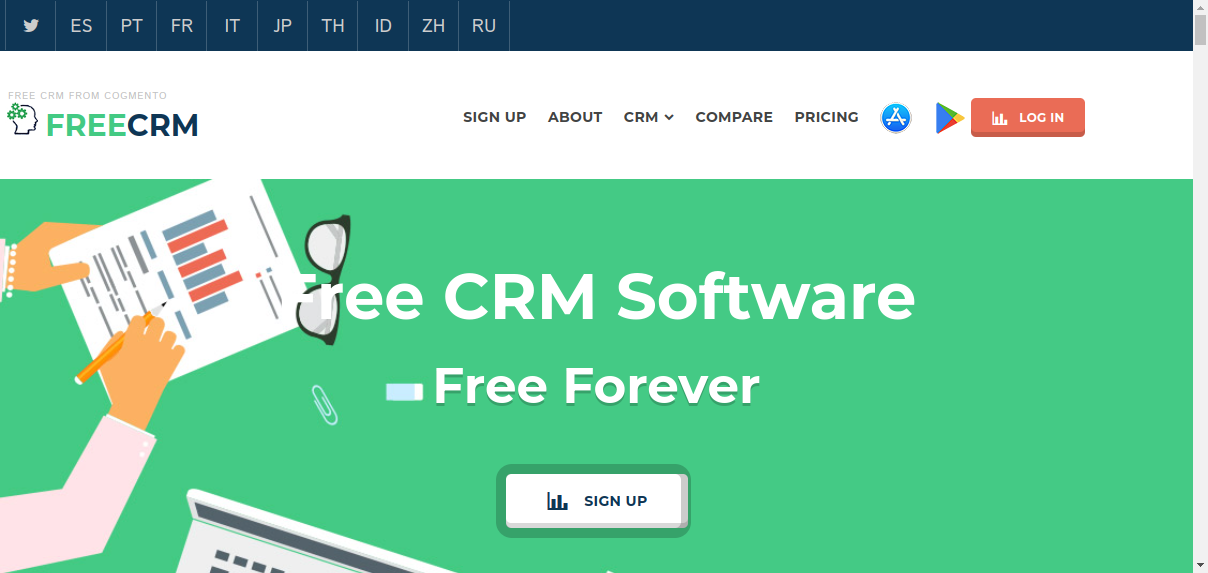 ES PT FR IT JP TH ID ZH RU
FREE CRM FROM COGMENTO
FREECRM
SIGN UP ABOUT CRM COMPARE PRICING LOG IN
Free CRM Software
Free Forever
SIGN UP